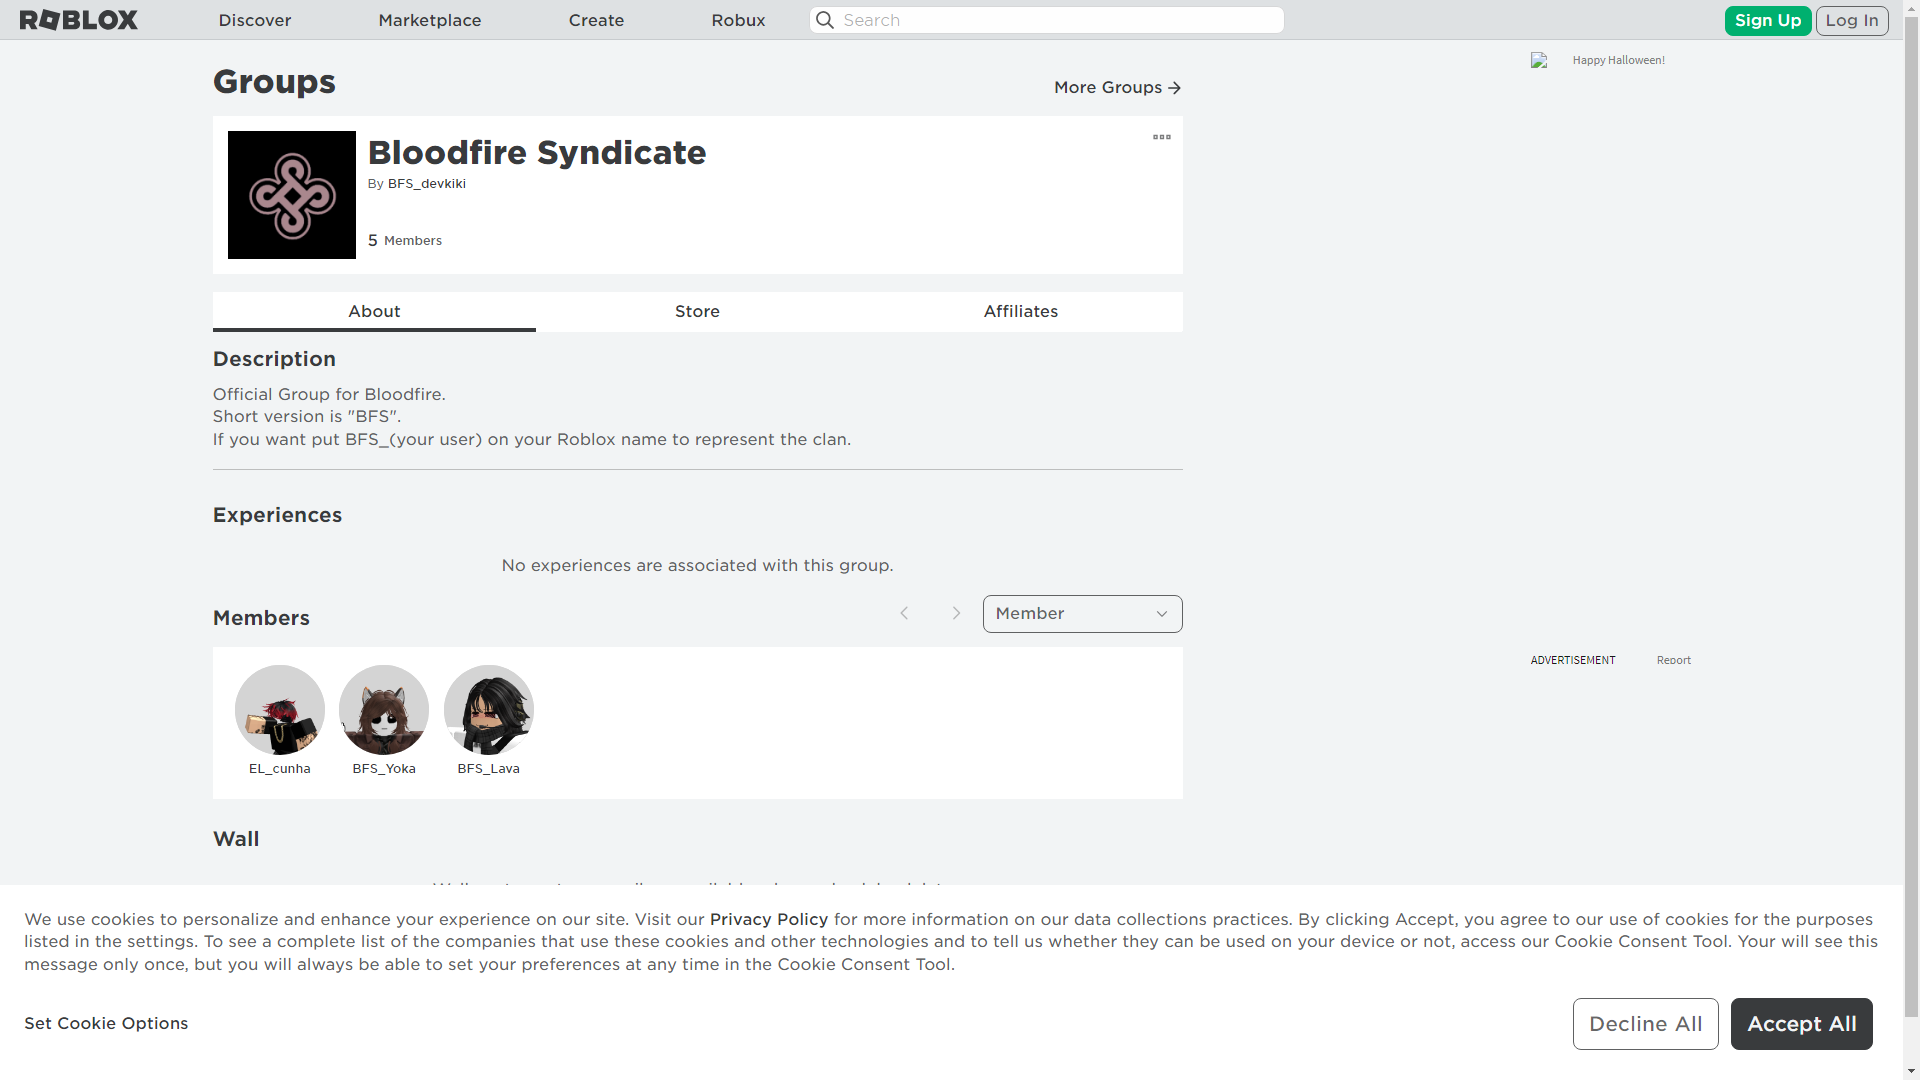 ROBLOX Discover Marketplace Create Robux Search Sign Up Log In
Happy Halloween!
Groups
More Groups
Bloodfire Syndicate
By BFS_devkiki
5 Members
About Store Affiliates
Description
Official Group for Bloodfire.
Short version is "BFS".
If you want put BFS_(your user) on your Roblox name to represent the clan.
Experiences
No experiences are associated with this group.
Members
Member
ADVERTISEMENT Report
EL_cunha BFS_Yoka BFS_Lava
Wall
We use cookies to personalize and enhance your experience on our site. Visit our Privacy Policy for more information on our data collections practices. By clicking Accept, you agree to our use of cookies for the purposes
listed in the settings. To see a complete list of the companies that use these cookies and other technologies and to tell us whether they can be used on your device or not, access our Cookie Consent Tool. Your will see this
message only once, but you will always be able to set your preferences at any time in the Cookie Consent Tool.
Set Cookie Options
Decline All
Accept All